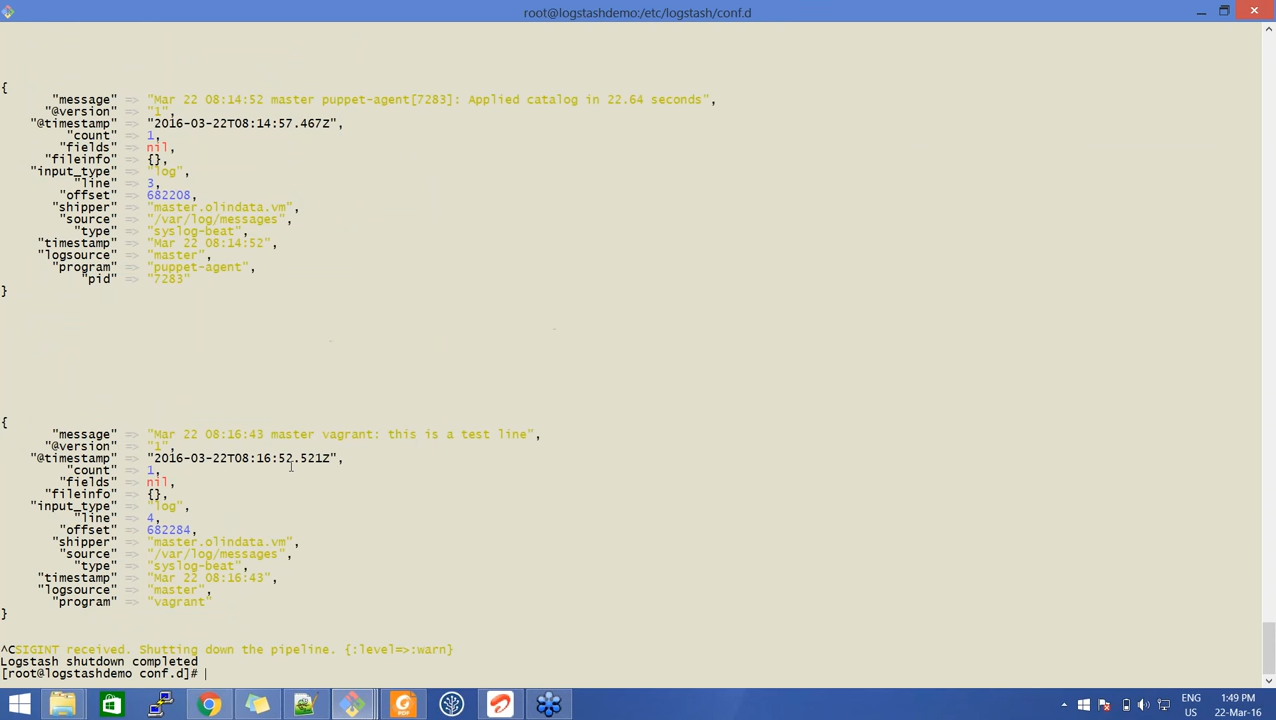 root@logstashdemo:/etc/logstash/conf.d
{
"message" => "Mar 22 08:14:52 master puppet-agent[7283]: Applied catalog in 22.64 seconds",
"@version" => "1",
"@timestamp" => "2016-03-22T08:14:57.467Z",
"count" => 1,
"fields" => nil,
"fileinfo" => {},
"input_type" => "log",
"line" => 3,
"offset" => 682208,
"shipper" => "master.olindata.vm",
"source" => "/var/log/messages",
"type" => "syslog-beat",
"timestamp" => "Mar 22 08:14:52",
"logsource" => "master",
"program" => "puppet-agent",
"pid" => "7283"
}
{
"message" => "Mar 22 08:16:43 master vagrant: this is a test line",
"@version" => "1",
"@timestamp" => "2016-03-22T08:16:52.521Z",
"count" => 1,
"fields" => nil,
"fileinfo" => {},
"input_type" => "log",
"line" => 4,
"offset" => 682284,
"shipper" => "master.olindata.vm",
"source" => "/var/log/messages",
"type" => "syslog-beat",
"timestamp" => "Mar 22 08:16:43",
"logsource" => "master",
"program" => "vagrant"
}
^CSIGINT received. Shutting down the pipeline. {:level=>:warn}
Logstash shutdown completed
[root@logstashdemo conf.d]#
PDF
ENG 1:49 PM
US 22-Mar-16